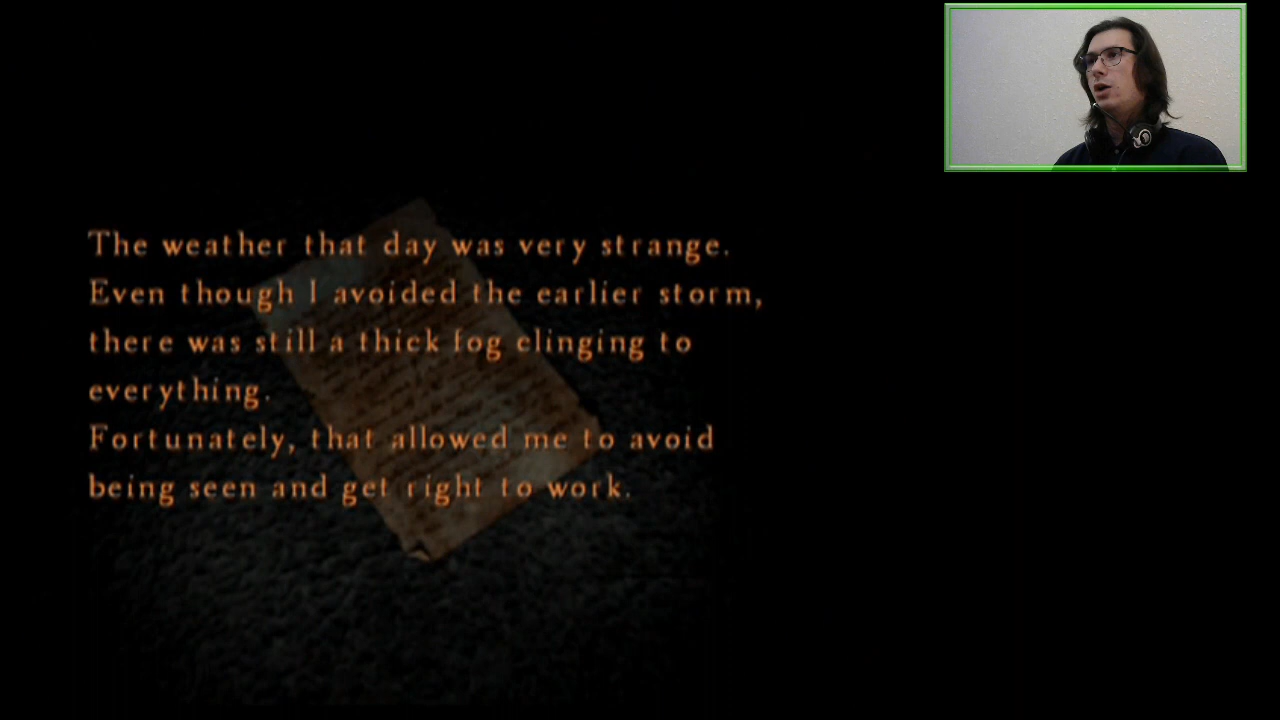 The weather that day was very strange.
Even though I avoided the earlier storm,
there was still a thick fog clinging to
everything.
Fortunately, that allowed me to avoid
being seen and get right to work.